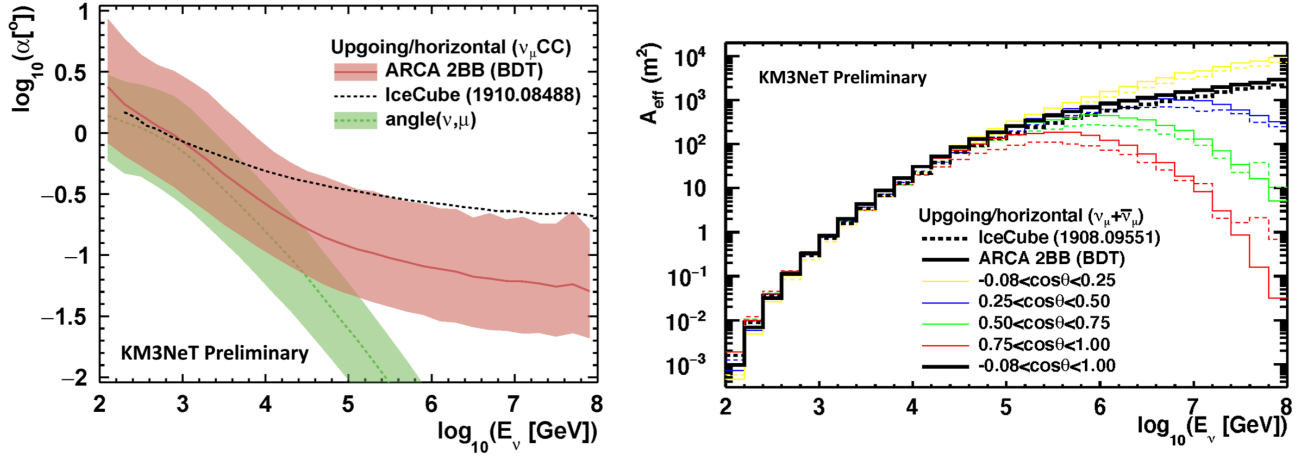 log10(α[°])
1
0.5
0
−0.5
−1
−1.5
−2
Upgoing/horizontal (νμCC)
ARCA 2BB (BDT)
IceCube (1910.08488)
angle(ν,μ)
KM3NeT Preliminary
2 3 4 5 6 7 8
log10(Eν [GeV])
Aeff (m²)
10⁴
10³
10²
10
1
10⁻¹
10⁻²
10⁻³
KM3NeT Preliminary
Upgoing/horizontal (νμ+ν̅μ)
IceCube (1908.09551)
ARCA 2BB (BDT)
-0.08<cosθ<0.25
0.25<cosθ<0.50
0.50<cosθ<0.75
0.75<cosθ<1.00
-0.08<cosθ<1.00
2 3 4 5 6 7 8
log10(Eν [GeV])